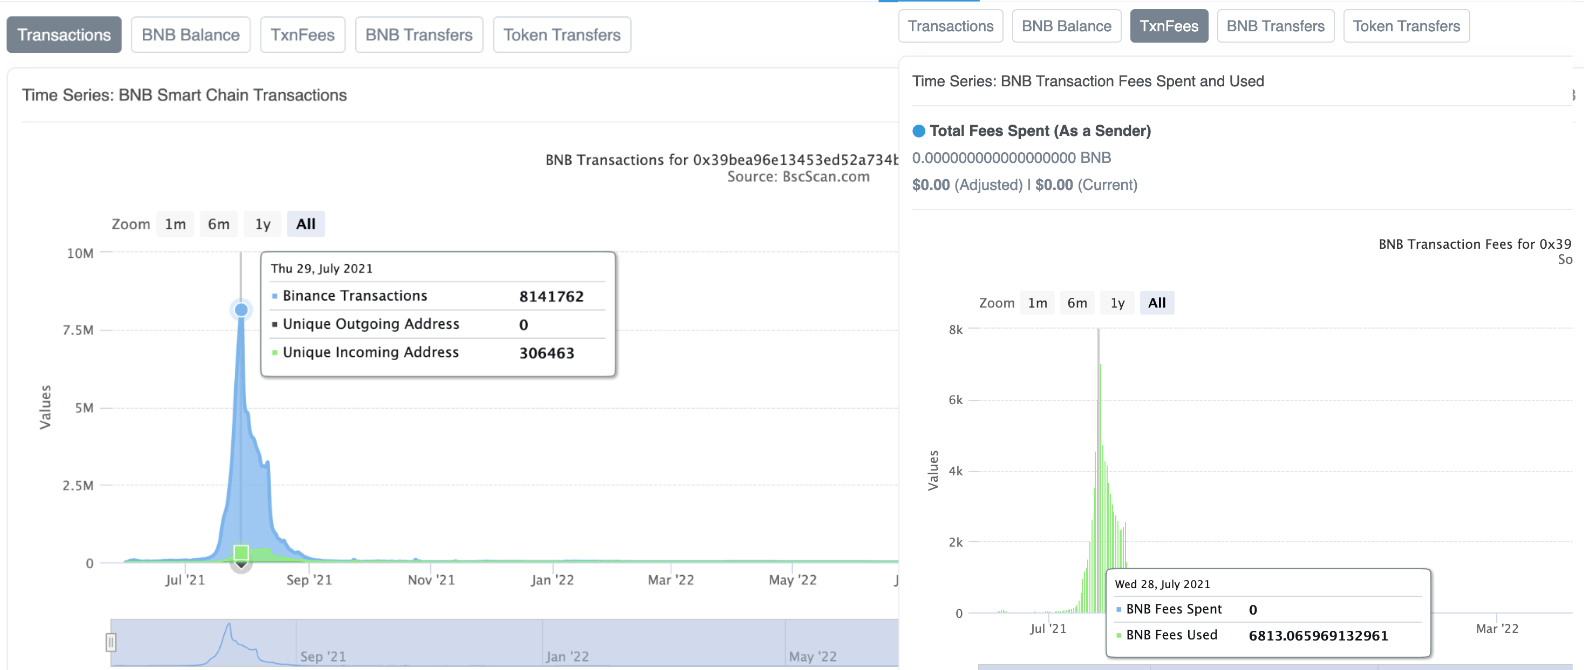 Transactions BNB Balance TxnFees BNB Transfers Token Transfers
Time Series: BNB Smart Chain Transactions
BNB Transactions for 0x39bea96e13453ed52a734b
Source: BscScan.com
Zoom 1m 6m 1y All
10M
7.5M
5M
2.5M
0
Values
Thu 29, July 2021
Binance Transactions 8141762
Unique Outgoing Address 0
Unique Incoming Address 306463
Jul '21 Sep '21 Nov '21 Jan '22 Mar '22 May '22 J
Sep '21 Jan '22 May '22
Transactions BNB Balance TxnFees BNB Transfers Token Transfers
Time Series: BNB Transaction Fees Spent and Used
Total Fees Spent (As a Sender)
0.000000000000000000 BNB
$0.00 (Adjusted) | $0.00 (Current)
BNB Transaction Fees for 0x39
So
Zoom 1m 6m 1y All
8k
6k
4k
2k
0
Values
Wed 28, July 2021
BNB Fees Spent 0
BNB Fees Used 6813.065969132961
Jul '21 Mar '22